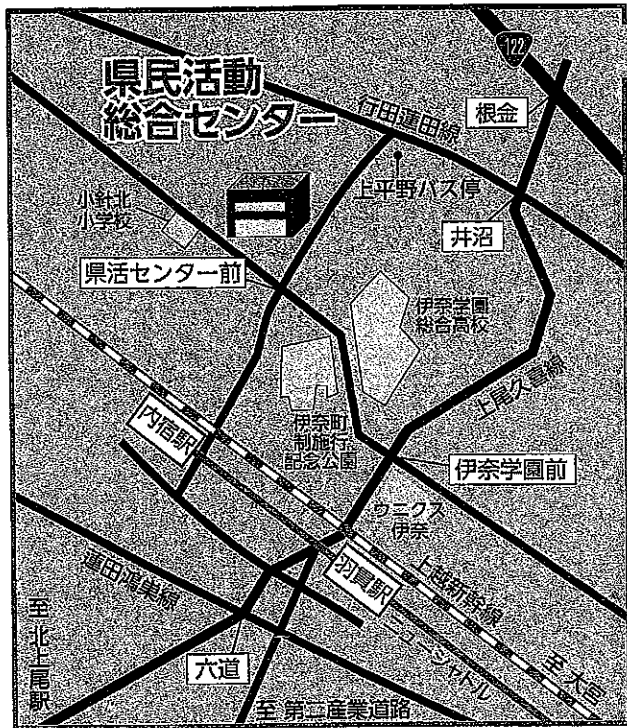 県民活動
総合センター
122
根金
行田蓮田線
上平野バス停
小針北
小学校
井沼
県活センター前
伊奈学園
総合高校
上尾久喜線
伊奈町
制施行
記念公園
内宿駅
伊奈学園前
ウニクス
伊奈
羽貫駅
上越新幹線
蓮田鴻巣線
ニューシャトル
至 大宮
至 北上尾駅
六道
至 第二産業道路